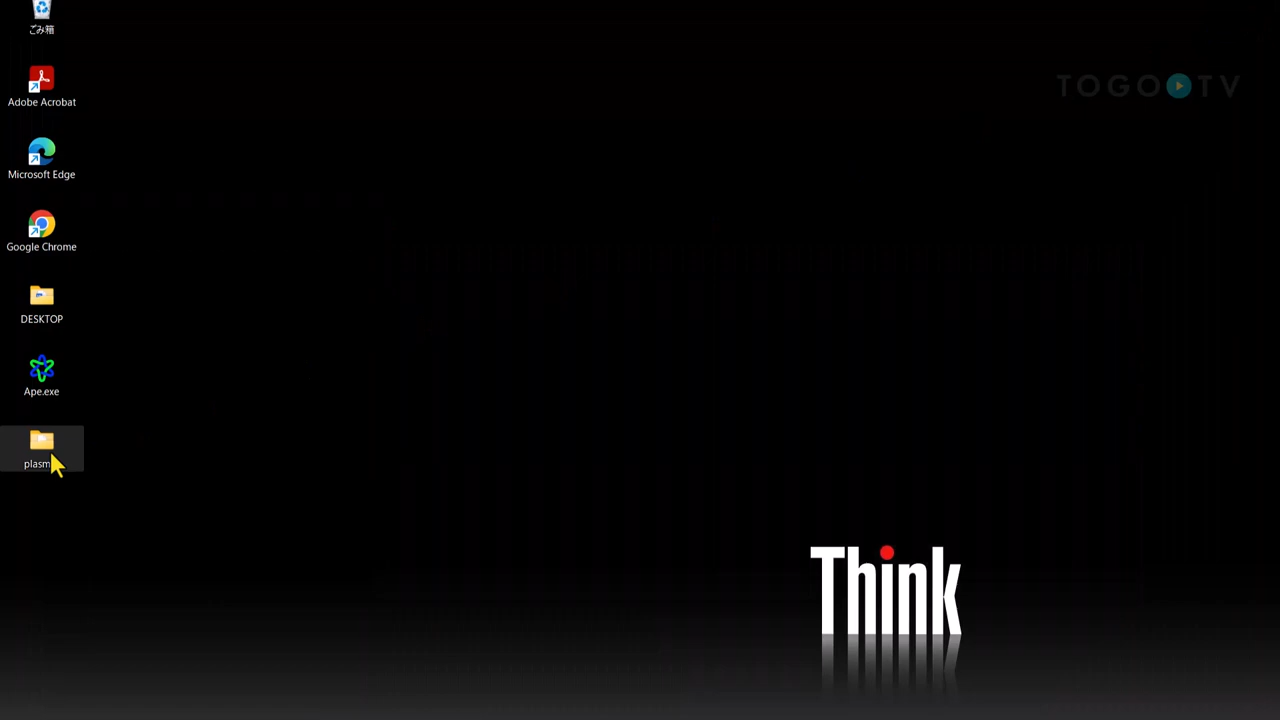 ごみ箱
TOGO TV
Adobe Acrobat
Microsoft Edge
Google Chrome
DESKTOP
Ape.exe
plasm
Think